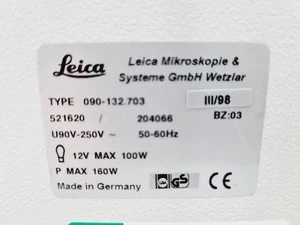 Leica
Leica Mikroskopie &
Systeme GmbH Wetzlar
TYPE 090-132.703 III/98
521620 / 204066 BZ:03
U90V-250V ~ 50-60Hz
12V MAX 100W
P MAX 160W
Made in Germany CE GS